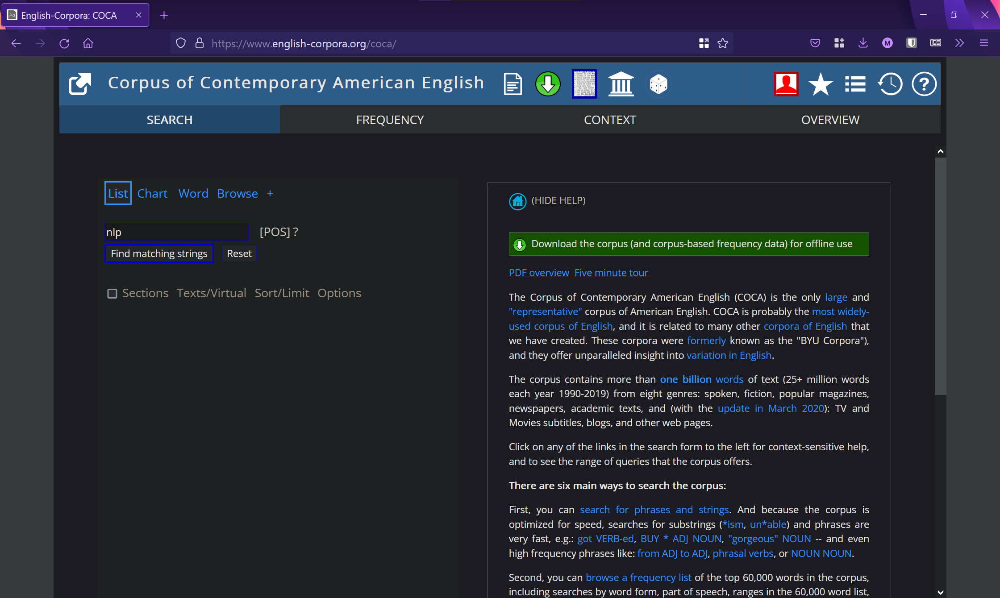 English-Corpora: COCA
https://www.english-corpora.org/coca/
M
Corpus of Contemporary American English
SEARCH FREQUENCY CONTEXT OVERVIEW
List Chart Word Browse +
nlp [POS] ?
Find matching strings Reset
Sections Texts/Virtual Sort/Limit Options
(HIDE HELP)
Download the corpus (and corpus-based frequency data) for offline use
PDF overview Five minute tour
The Corpus of Contemporary American English (COCA) is the only large and
"representative" corpus of American English. COCA is probably the most widely-
used corpus of English, and it is related to many other corpora of English that
we have created. These corpora were formerly known as the "BYU Corpora"),
and they offer unparalleled insight into variation in English.
The corpus contains more than one billion words of text (25+ million words
each year 1990-2019) from eight genres: spoken, fiction, popular magazines,
newspapers, academic texts, and (with the update in March 2020): TV and
Movies subtitles, blogs, and other web pages.
Click on any of the links in the search form to the left for context-sensitive help,
and to see the range of queries that the corpus offers.
There are six main ways to search the corpus:
First, you can search for phrases and strings. And because the corpus is
optimized for speed, searches for substrings (*ism, un*able) and phrases are
very fast, e.g.: got VERB-ed, BUY * ADJ NOUN, "gorgeous" NOUN -- and even
high frequency phrases like: from ADJ to ADJ, phrasal verbs, or NOUN NOUN.
Second, you can browse a frequency list of the top 60,000 words in the corpus,
including searches by word form, part of speech, ranges in the 60,000 word list,